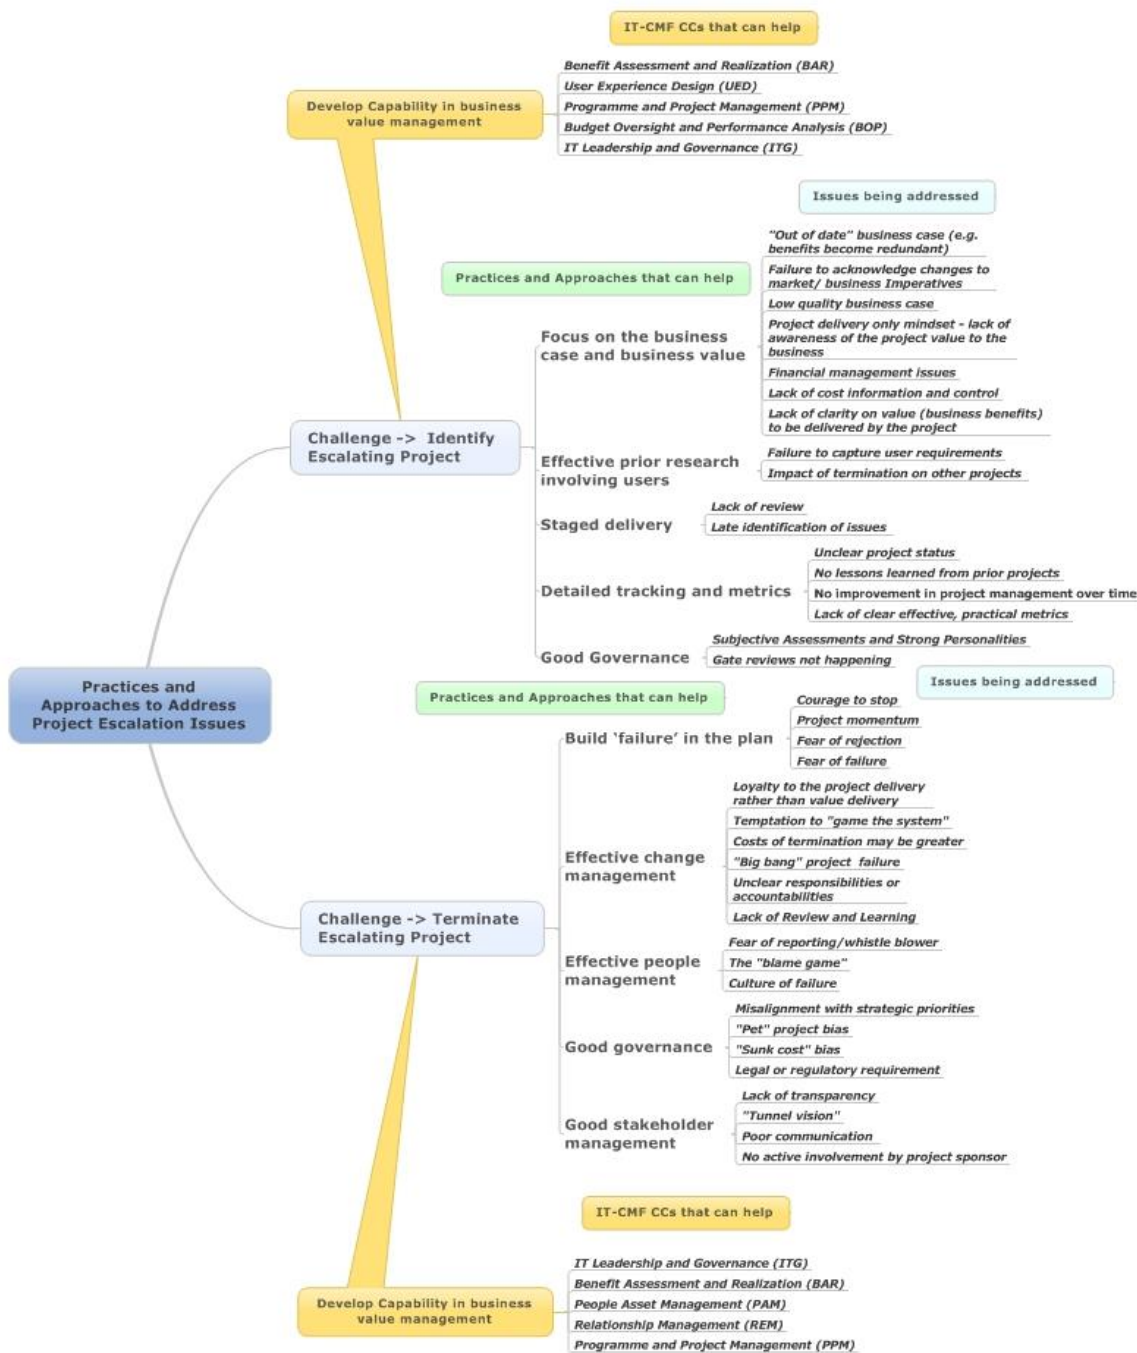 IT-CMF CCs that can help
Develop Capability in business
value management
Benefit Assessment and Realization (BAR)
User Experience Design (UED)
Programme and Project Management (PPM)
Budget Oversight and Performance Analysis (BOP)
IT Leadership and Governance (ITG)
Issues being addressed
Practices and Approaches that can help
Challenge -> Identify
Escalating Project
Focus on the business
case and business value
"Out of date" business case (e.g.
benefits become redundant)
Failure to acknowledge changes to
market/ business Imperatives
Low quality business case
Project delivery only mindset - lack of
awareness of the project value to the
business
Financial management issues
Lack of cost information and control
Lack of clarity on value (business benefits)
to be delivered by the project
Effective prior research
involving users
Failure to capture user requirements
Impact of termination on other projects
Staged delivery
Lack of review
Late identification of issues
Detailed tracking and metrics
Unclear project status
No lessons learned from prior projects
No improvement in project management over time
Lack of clear effective, practical metrics
Good Governance
Subjective Assessments and Strong Personalities
Gate reviews not happening
Practices and
Approaches to Address
Project Escalation Issues
Practices and Approaches that can help
Issues being addressed
Challenge -> Terminate
Escalating Project
Build ‘failure’ in the plan
Courage to stop
Project momentum
Fear of rejection
Fear of failure
Effective change
management
Loyalty to the project delivery
rather than value delivery
Temptation to "game the system"
Costs of termination may be greater
"Big bang" project failure
Unclear responsibilities or
accountabilities
Lack of Review and Learning
Effective people
management
Fear of reporting/whistle blower
The "blame game"
Culture of failure
Good governance
Misalignment with strategic priorities
"Pet" project bias
"Sunk cost" bias
Legal or regulatory requirement
Good stakeholder
management
Lack of transparency
"Tunnel vision"
Poor communication
No active involvement by project sponsor
IT-CMF CCs that can help
Develop Capability in business
value management
IT Leadership and Governance (ITG)
Benefit Assessment and Realization (BAR)
People Asset Management (PAM)
Relationship Management (REM)
Programme and Project Management (PPM)